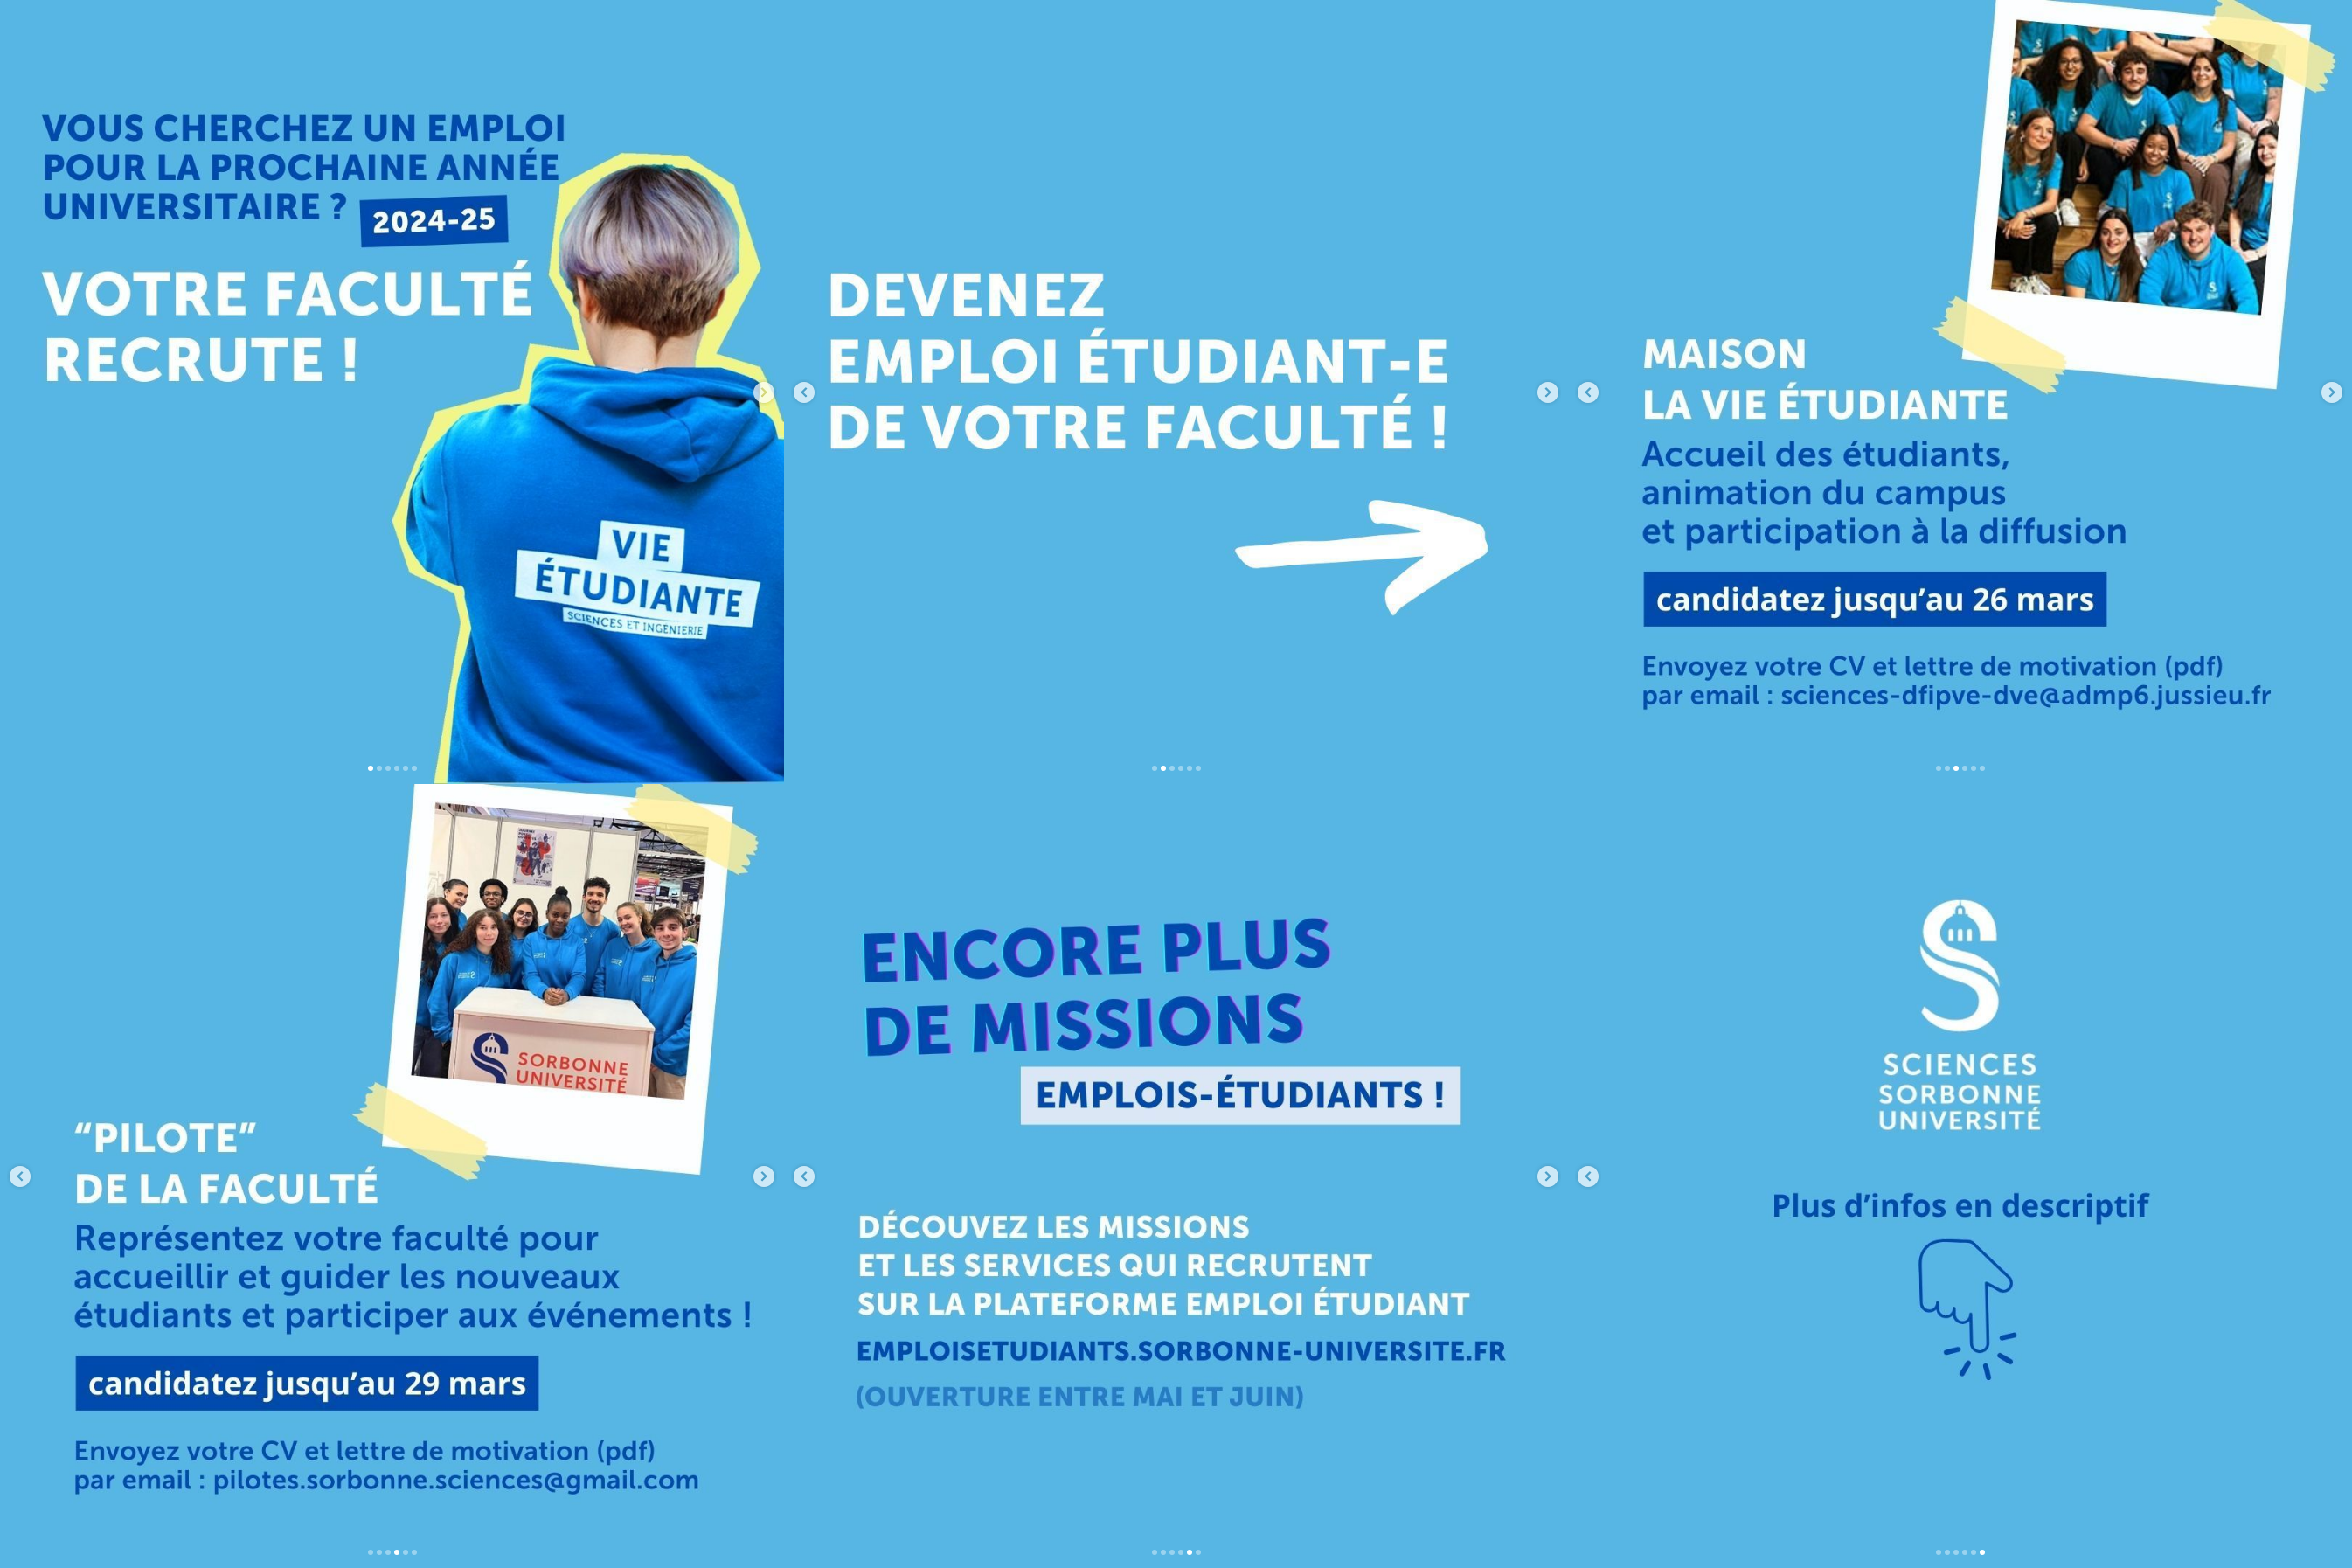 VOUS CHERCHEZ UN EMPLOI
POUR LA PROCHAINE ANNÉE
UNIVERSITAIRE ?
2024-25
VOTRE FACULTÉ
RECRUTE !
VIE
ÉTUDIANTE
SCIENCES ET INGÉNIERIE
DEVENEZ
EMPLOI ÉTUDIANT-E
DE VOTRE FACULTÉ !
MAISON
LA VIE ÉTUDIANTE
Accueil des étudiants,
animation du campus
et participation à la diffusion
candidatez jusqu’au 26 mars
Envoyez votre CV et lettre de motivation (pdf)
par email : sciences-dfipve-dve@admp6.jussieu.fr
SORBONNE
UNIVERSITÉ
“PILOTE”
DE LA FACULTÉ
Représentez votre faculté pour
accueillir et guider les nouveaux
étudiants et participer aux événements !
candidatez jusqu’au 29 mars
Envoyez votre CV et lettre de motivation (pdf)
par email : pilotes.sorbonne.sciences@gmail.com
ENCORE PLUS
DE MISSIONS
EMPLOIS-ÉTUDIANTS !
DÉCOUVEZ LES MISSIONS
ET LES SERVICES QUI RECRUTENT
SUR LA PLATEFORME EMPLOI ÉTUDIANT
EMPLOISETUDIANTS.SORBONNE-UNIVERSITE.FR
(OUVERTURE ENTRE MAI ET JUIN)
SCIENCES
SORBONNE
UNIVERSITÉ
Plus d’infos en descriptif